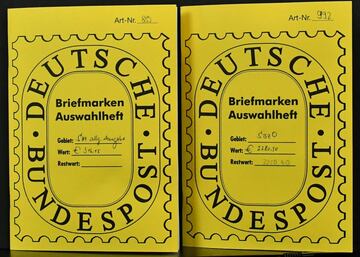 Art-Nr.
DEUTSCHE
Briefmarken
Auswahlheft
Gebiet:
Wert: €
Restwert:
BUNDESPOST
Art-Nr. 992
DEUTSCHE
Briefmarken
Auswahlheft
Gebiet:
Wert: €
Restwert:
BUNDESPOST